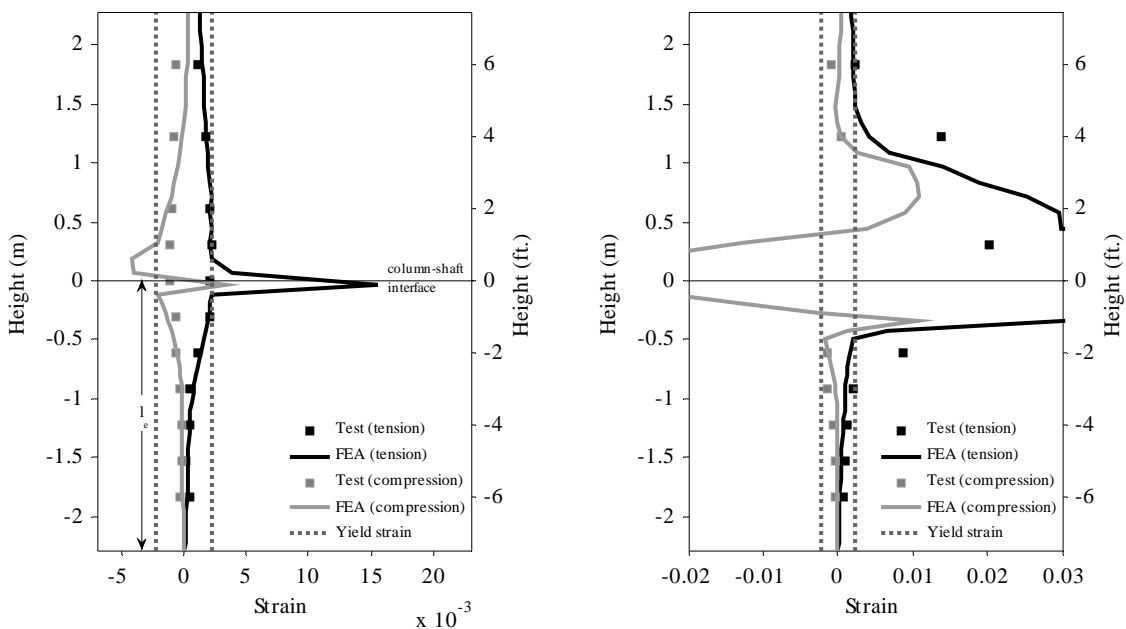 2
1.5
1
0.5
0
-0.5
-1
-1.5
-2
Height (m)
6
4
2
0
-2
-4
-6
Height (ft.)
column-shaft
interface
l
e
Test (tension)
FEA (tension)
Test (compression)
FEA (compression)
Yield strain
-5 0 5 10 15 20
Strain
x 10-3
2
1.5
1
0.5
0
-0.5
-1
-1.5
-2
Height (m)
6
4
2
0
-2
-4
-6
Height (ft.)
Test (tension)
FEA (tension)
Test (compression)
FEA (compression)
Yield strain
-0.02 -0.01 0 0.01 0.02 0.03
Strain